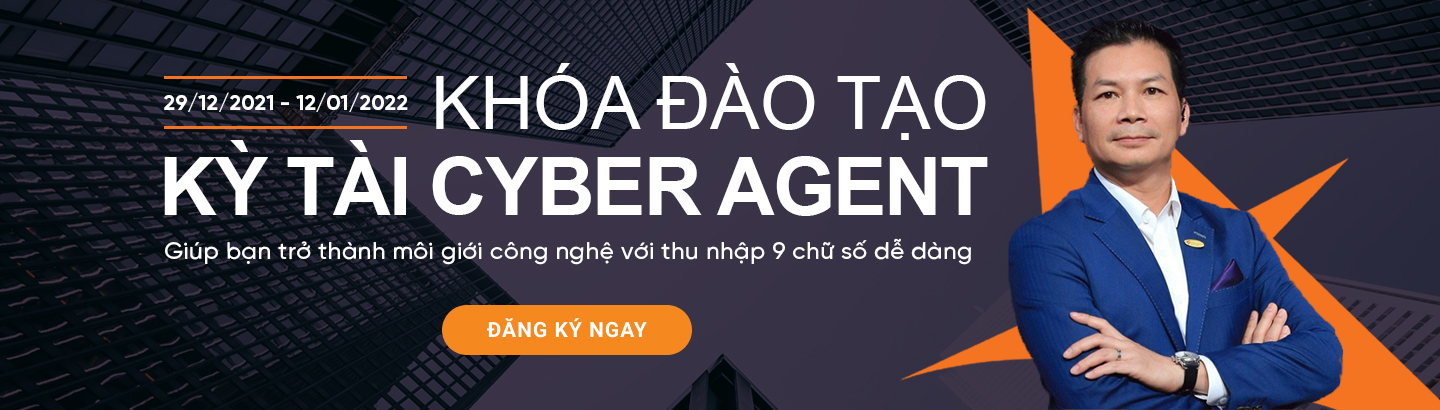 29/12/2021 - 12/01/2022
KHÓA ĐÀO TẠO
KỲ TÀI CYBER AGENT
Giúp bạn trở thành môi giới công nghệ với thu nhập 9 chữ số dễ dàng
ĐĂNG KÝ NGAY